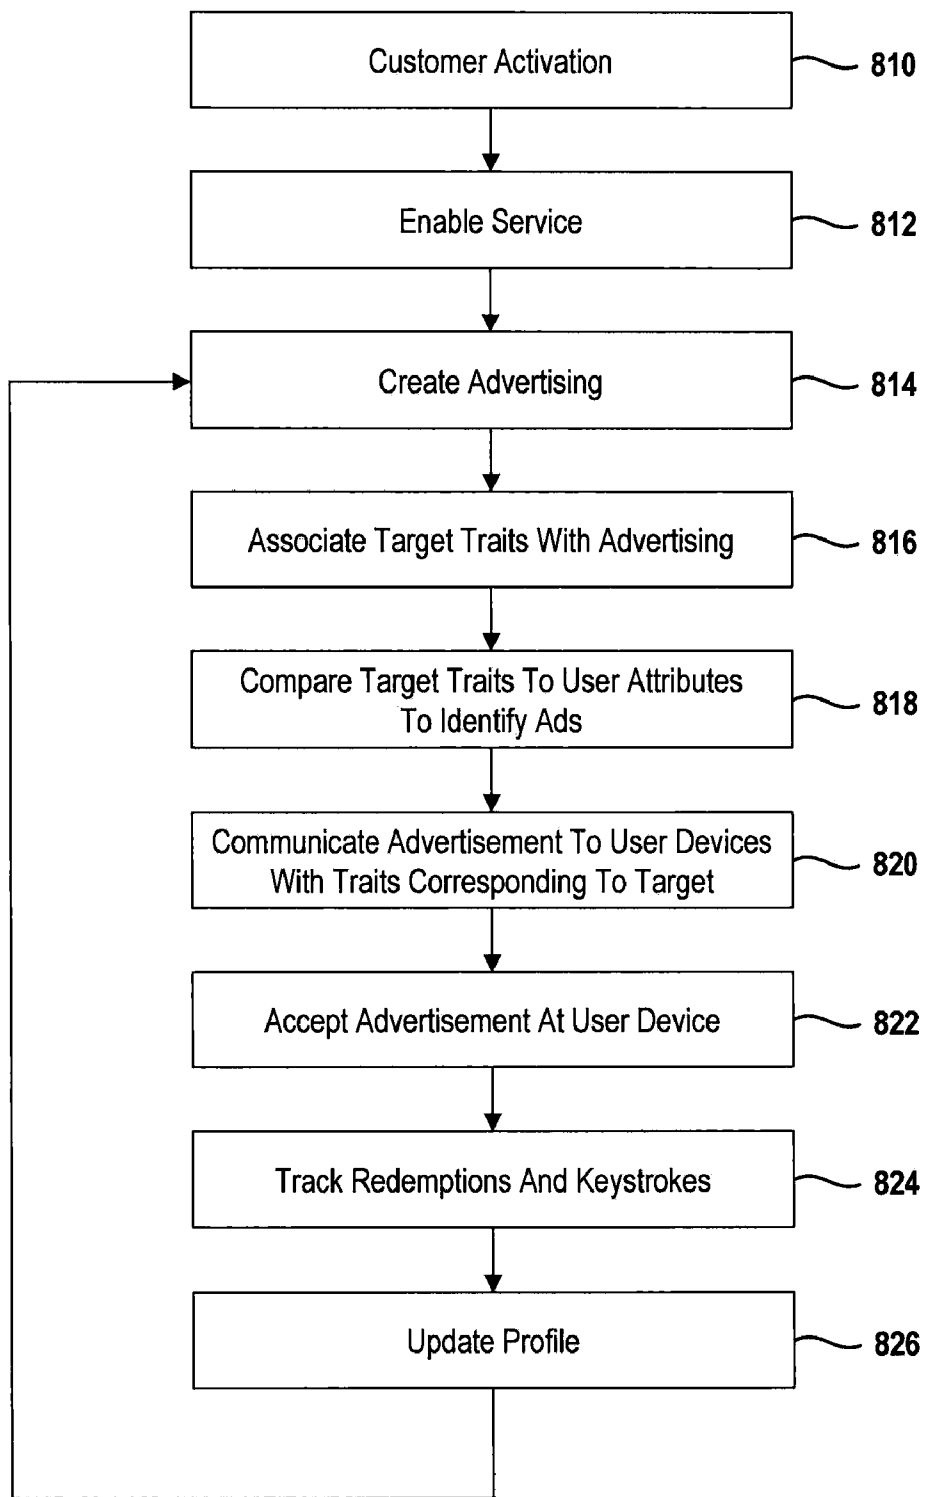 Customer Activation
810
Enable Service
812
Create Advertising
814
Associate Target Traits With Advertising
816
Compare Target Traits To User Attributes
To Identify Ads
818
Communicate Advertisement To User Devices
With Traits Corresponding To Target
820
Accept Advertisement At User Device
822
Track Redemptions And Keystrokes
824
Update Profile
826